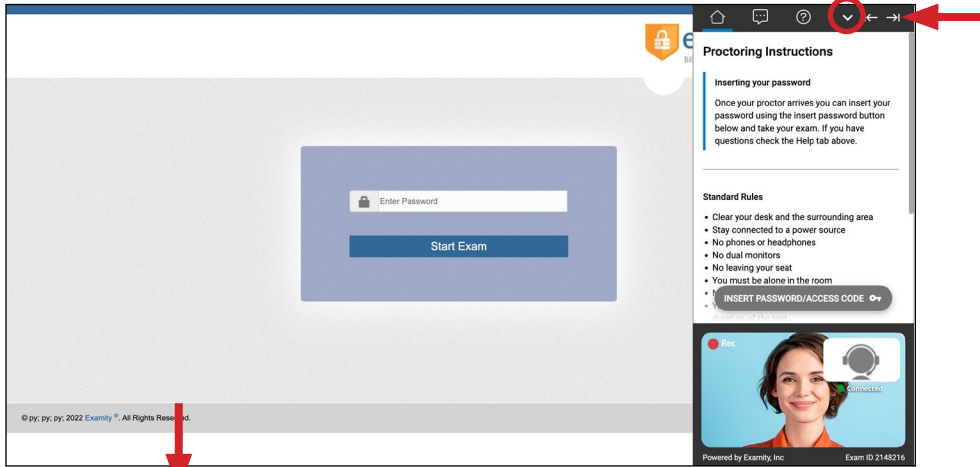 e
BE
Enter Password
Start Exam
© py; py; py; 2022 Examity ®. All Rights
Proctoring Instructions
Inserting your password
Once your proctor arrives you can insert your
password using the insert password button
below and take your exam. If you have
questions check the Help tab above.
Standard Rules
• Clear your desk and the surrounding area
• Stay connected to a power source
• No phones or headphones
• No dual monitors
• No leaving your seat
• You must be alone in the room
INSERT PASSWORD/ACCESS CODE
duration of the test
Rec
Connected
Powered by Examity, Inc
Exam ID 2148216